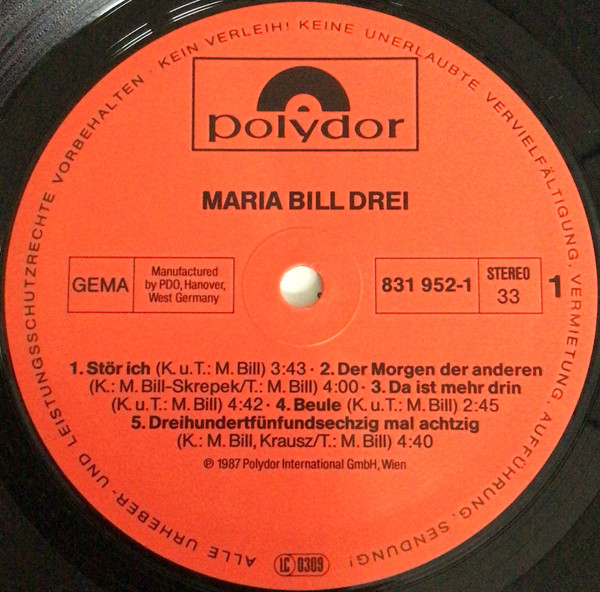 ALLE URHEBER- UND LEISTUNGSSCHUTZRECHTE VORBEHALTEN · KEIN VERLEIH! KEINE UNERLAUBTE VERVIELFÄLTIGUNG, VERMIETUNG, AUFFÜHRUNG, SENDUNG!
polydor
MARIA BILL DREI
GEMA
Manufactured
by PDO, Hanover,
West Germany
831 952-1
STEREO
33
1
1. Stör ich (K. u. T.: M. Bill) 3:43 · 2. Der Morgen der anderen
(K.: M. Bill-Skrepek/T.: M. Bill) 4:00 · 3. Da ist mehr drin
(K. u. T.: M. Bill) 4:42 · 4. Beule (K. u. T.: M. Bill) 2:45
5. Dreihundertfünfundsechzig mal achtzig
(K.: M. Bill, Krausz/T.: M. Bill) 4:40
℗ 1987 Polydor International GmbH, Wien
LC 0309